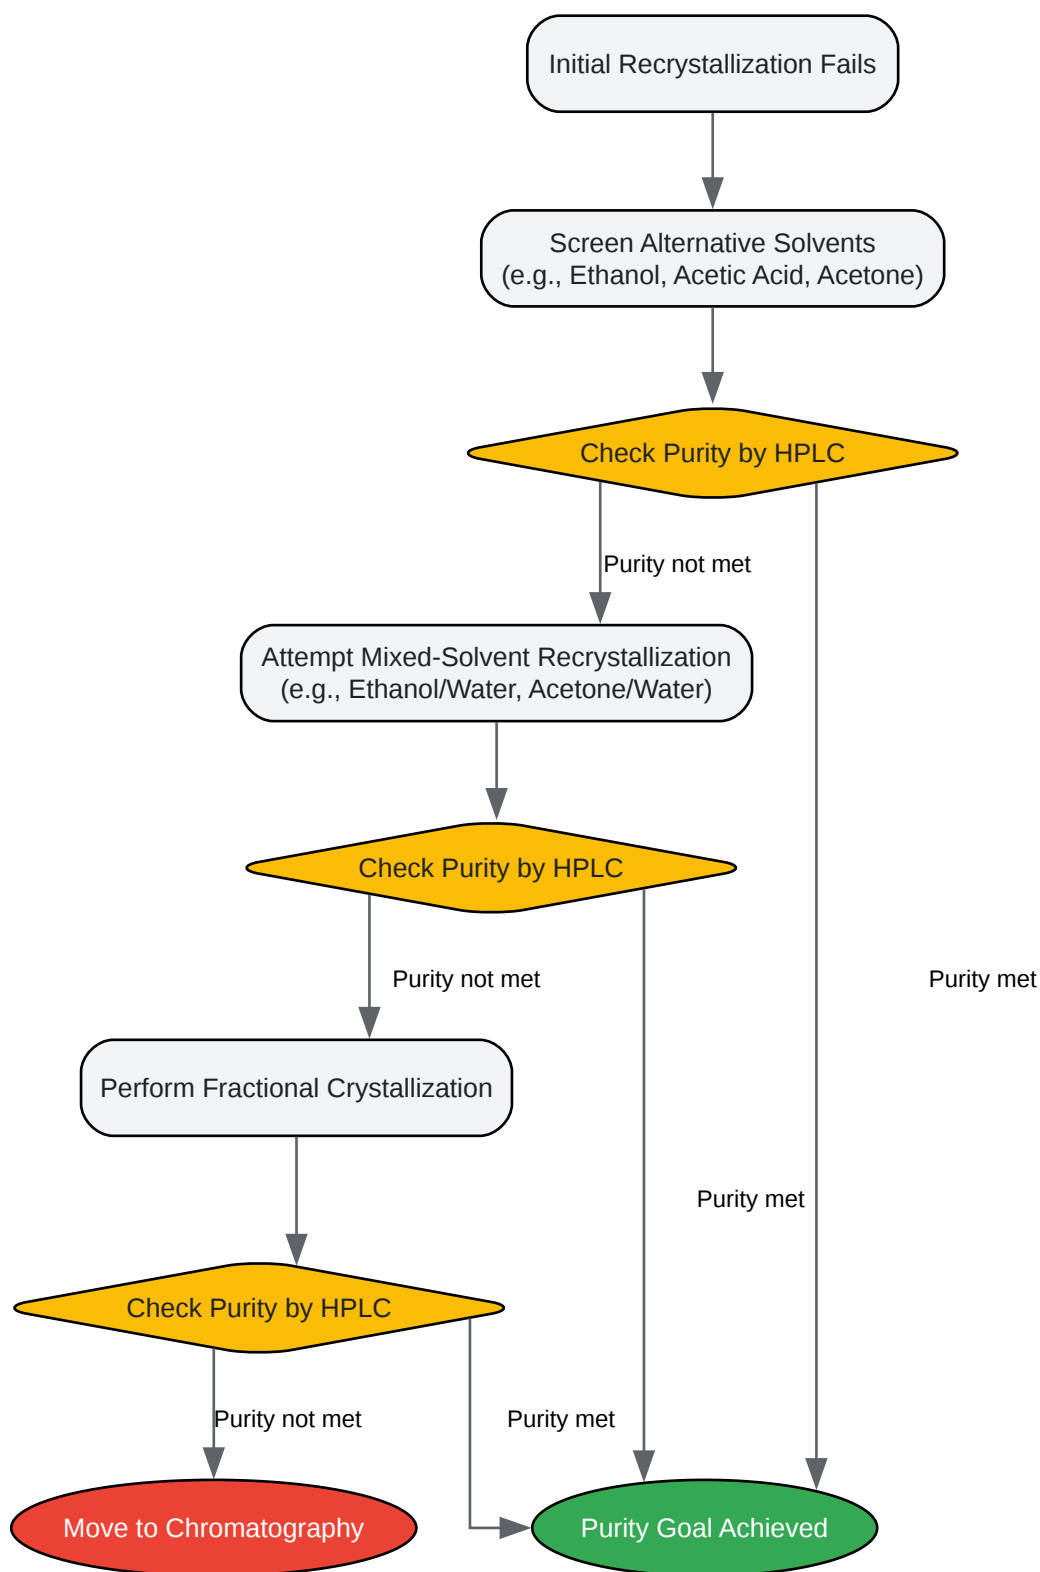 Initial Recrystallization Fails
Screen Alternative Solvents
(e.g., Ethanol, Acetic Acid, Acetone)
Check Purity by HPLC
Purity not met
Attempt Mixed-Solvent Recrystallization
(e.g., Ethanol/Water, Acetone/Water)
Check Purity by HPLC
Purity not met
Purity met
Perform Fractional Crystallization
Purity met
Check Purity by HPLC
Purity not met
Purity met
Move to Chromatography
Purity Goal Achieved